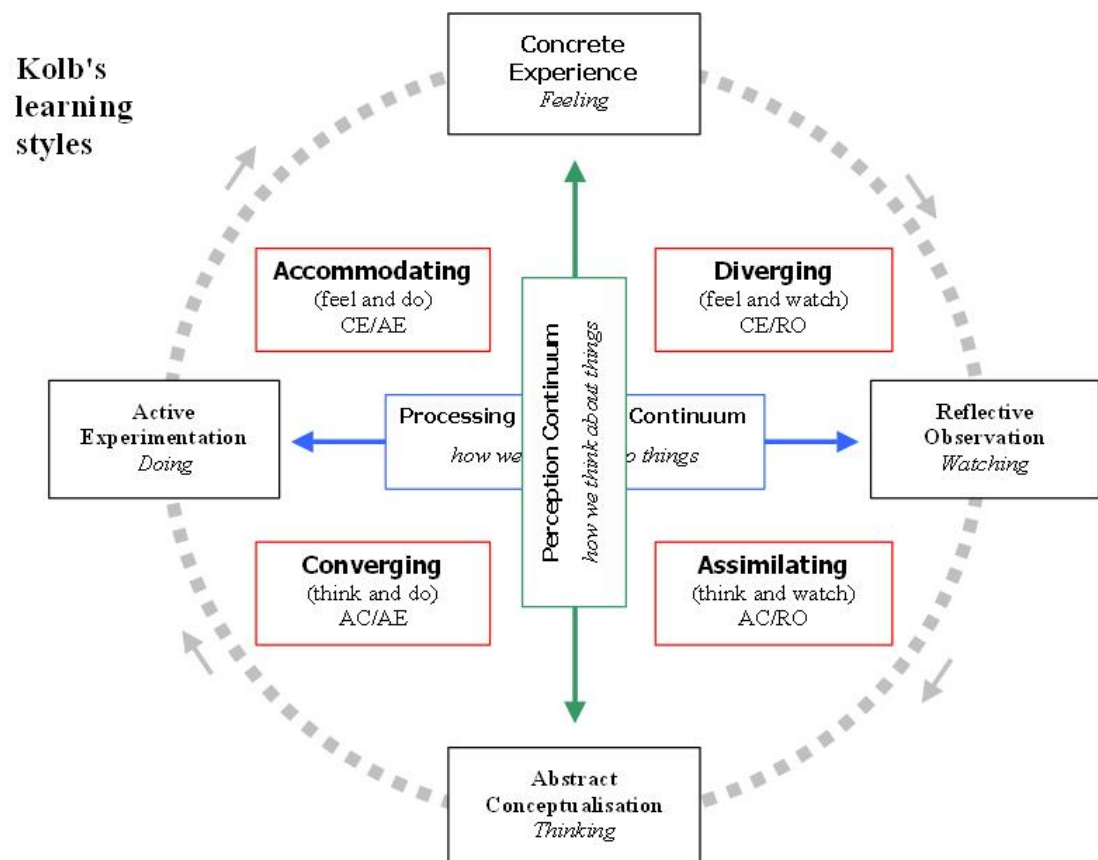 Kolb's
learning
styles
Concrete
Experience
Feeling
Accommodating
(feel and do)
CE/AE
Diverging
(feel and watch)
CE/RO
Active
Experimentation
Doing
Processing Continuum
how we o things
Perception Continuum
how we think about things
Reflective
Observation
Watching
Converging
(think and do)
AC/AE
Assimilating
(think and watch)
AC/RO
Abstract
Conceptualisation
Thinking